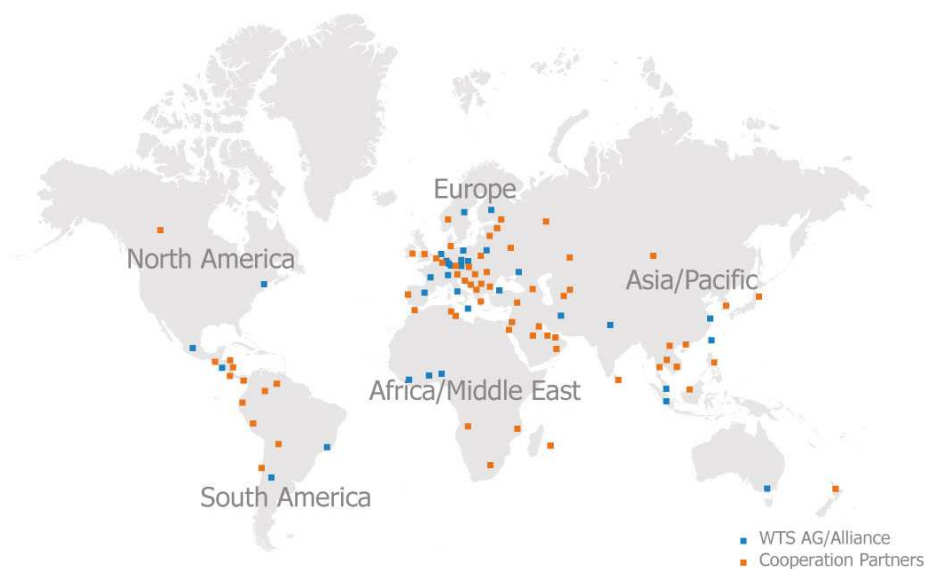 Europe
North America
Asia/Pacific
Africa/Middle East
South America
WTS AG/Alliance
Cooperation Partners